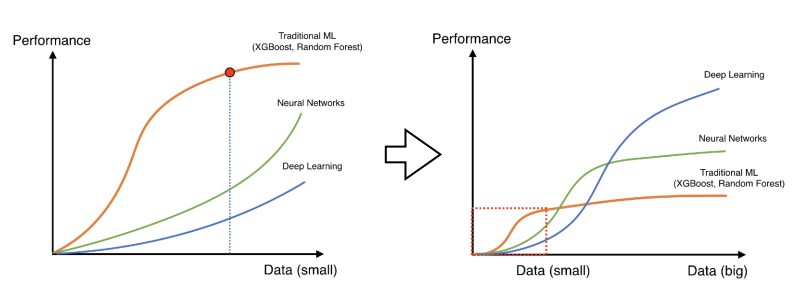 Performance
Traditional ML
(XGBoost, Random Forest)
Neural Networks
Deep Learning
Data (small)
Performance
Deep Learning
Neural Networks
Traditional ML
(XGBoost, Random Forest)
Data (small)
Data (big)